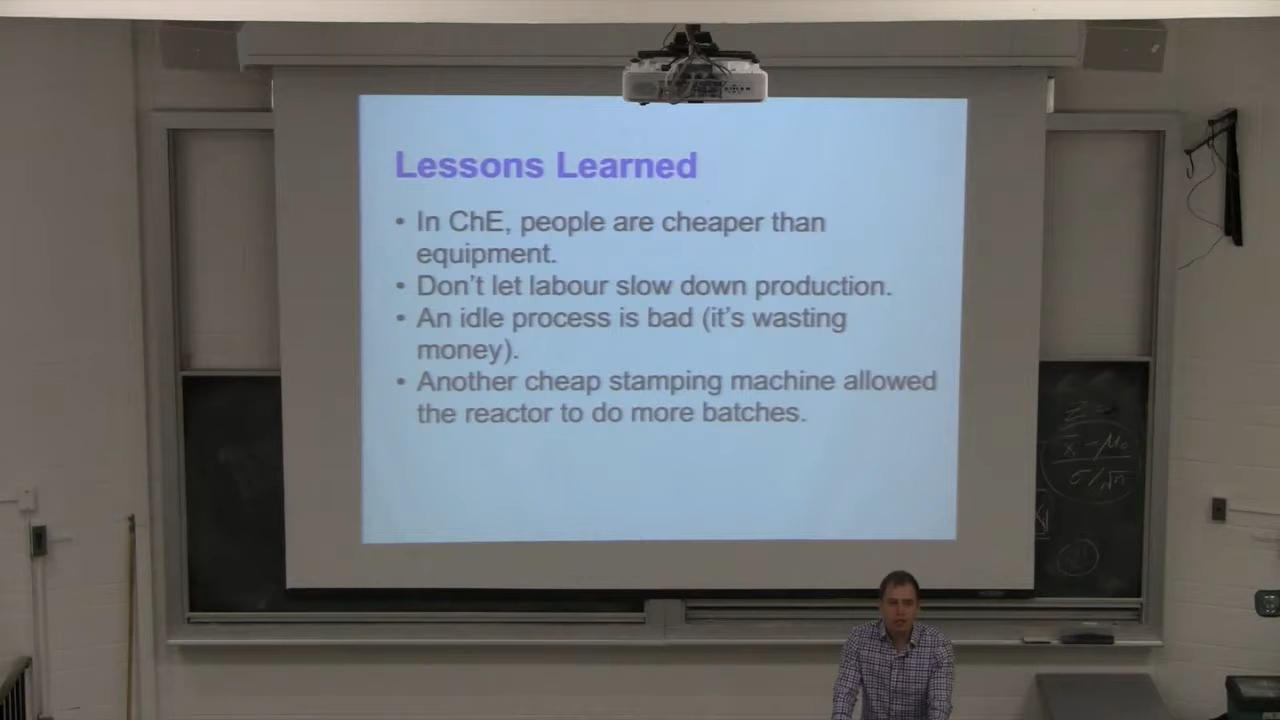 Lessons Learned
• In ChE, people are cheaper than
equipment.
• Don't let labour slow down production.
• An idle process is bad (it's wasting
money).
• Another cheap stamping machine allowed
the reactor to do more batches.
Z =
x̄ - μ₀
σ/√n